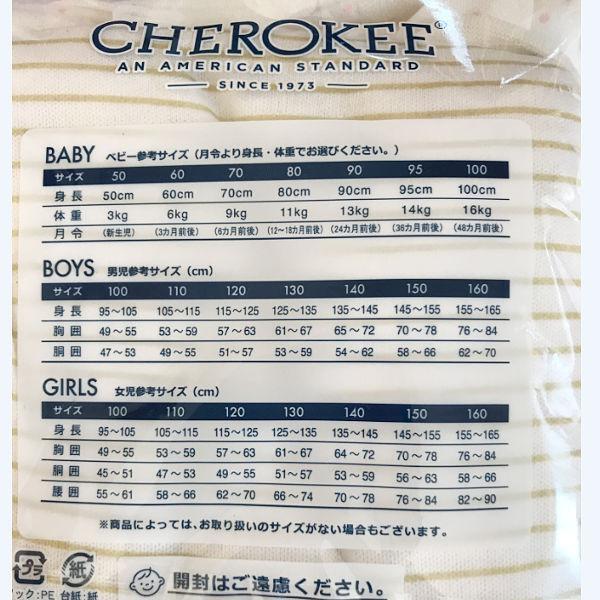 CHEROKEE®
AN AMERICAN STANDARD
SINCE 1973
BABY ベビー参考サイズ（月令より身長・体重でお選びください。）
サイズ 50 60 70 80 90 95 100
身長 50cm 60cm 70cm 80cm 90cm 95cm 100cm
体重 3kg 6kg 9kg 11kg 13kg 14kg 16kg
月令 (新生児) (3カ月前後) (6カ月前後) (12〜18カ月前後) (24カ月前後) (36カ月前後) (48カ月前後)
BOYS 男児参考サイズ（cm）
サイズ 100 110 120 130 140 150 160
身長 95〜105 105〜115 115〜125 125〜135 135〜145 145〜155 155〜165
胸囲 49〜55 53〜59 57〜63 61〜67 65〜72 70〜78 76〜84
胴囲 47〜53 49〜55 51〜57 53〜59 54〜62 58〜66 62〜70
GIRLS 女児参考サイズ（cm）
サイズ 100 110 120 130 140 150 160
身長 95〜105 105〜115 115〜125 125〜135 135〜145 145〜155 155〜165
胸囲 49〜55 53〜59 57〜63 61〜67 64〜72 70〜78 76〜84
胴囲 45〜51 47〜53 49〜55 51〜57 53〜59 56〜63 58〜66
腰囲 55〜61 58〜66 62〜70 66〜74 70〜78 76〜84 82〜90
※商品によっては、お取り扱いのサイズがない場合もございます。
プラ 紙
ック：PE 台紙：紙
開封はご遠慮ください。